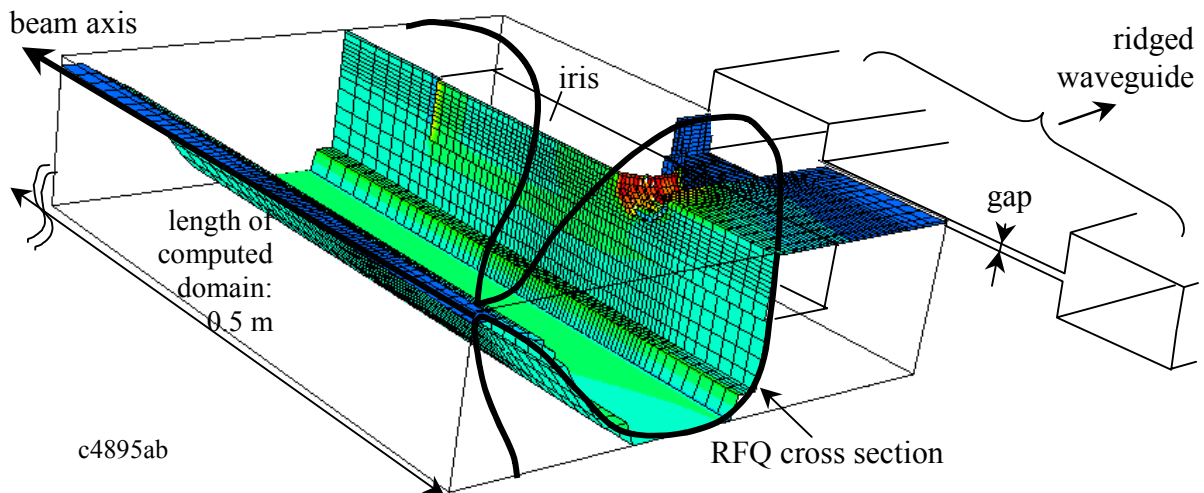 beam axis
iris
ridged
waveguide
gap
length of
computed
domain:
0.5 m
RFQ cross section
c4895ab